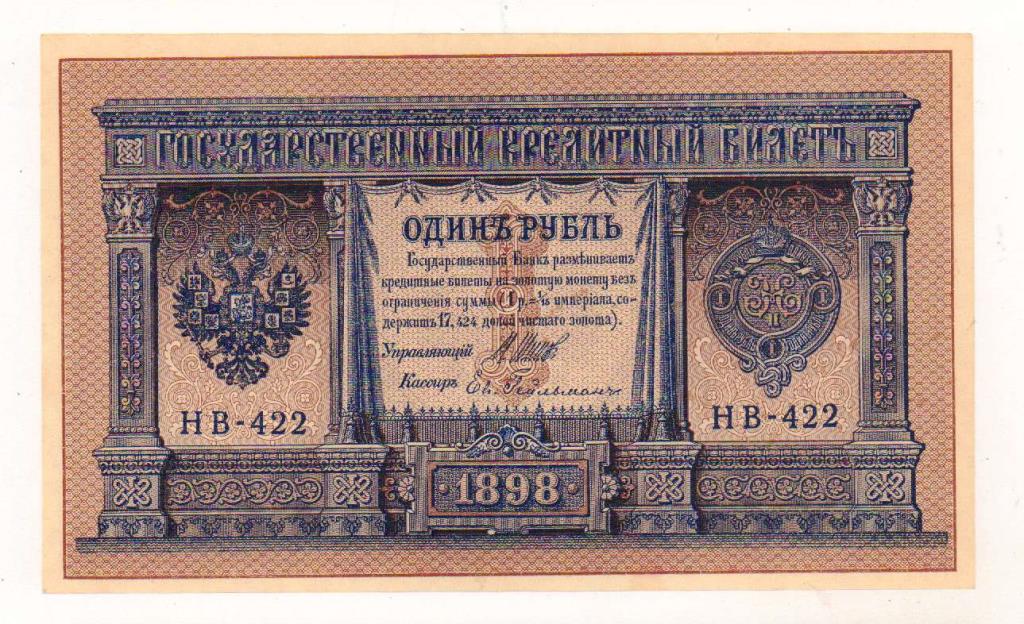 ГОСУДАРСТВЕННЫЙ КРЕДИТНЫЙ БИЛЕТЪ
ОДИНЪ РУБЛЬ
Государственный Банкъ размѣниваетъ
кредитные билеты на золотую монету безъ
ограниченія суммы (1 р. = 1/15 имперіала, со-
держитъ 17,424 долей чистаго золота).
Управляющій
Кассиръ
НВ-422
НВ-422
1898